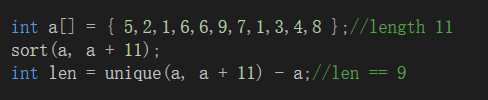 int a[] = { 5,2,1,6,6,9,7,1,3,4,8 };//length 11
sort(a, a + 11);
int len = unique(a, a + 11) - a;//len == 9